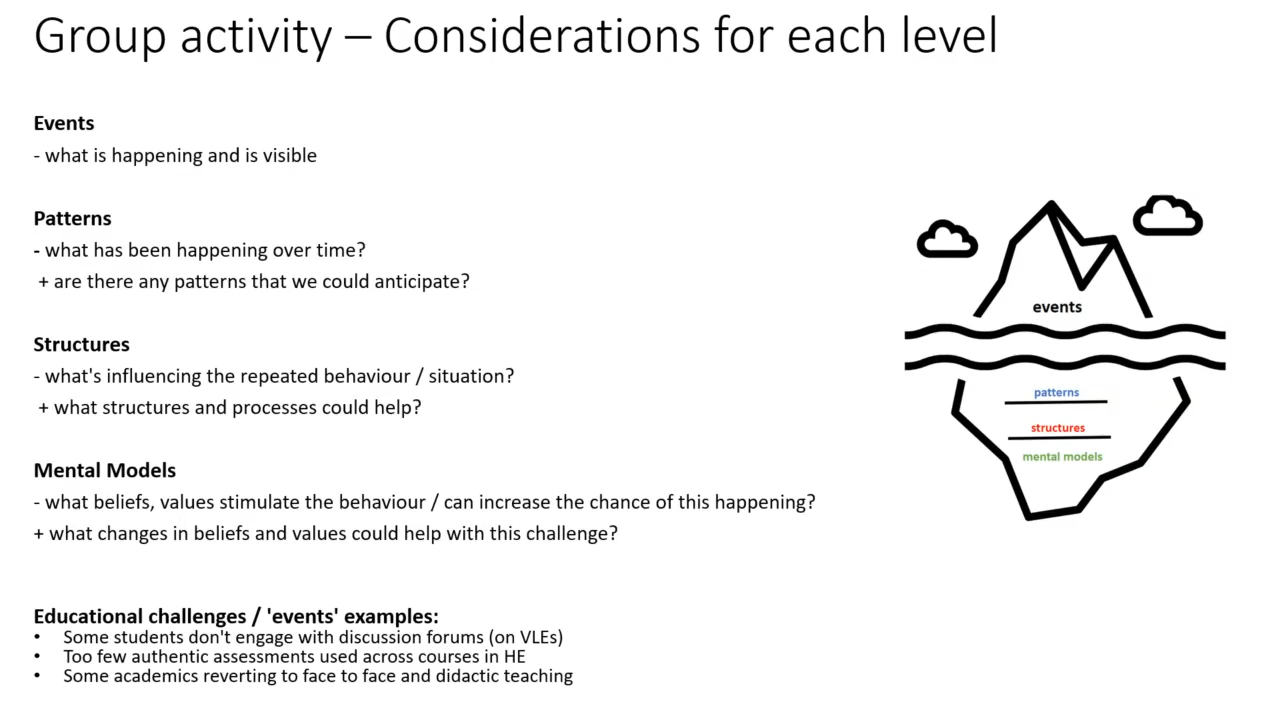 Group activity – Considerations for each level
Events
- what is happening and is visible
Patterns
- what has been happening over time?
+ are there any patterns that we could anticipate?
Structures
- what's influencing the repeated behaviour / situation?
+ what structures and processes could help?
Mental Models
- what beliefs, values stimulate the behaviour / can increase the chance of this happening?
+ what changes in beliefs and values could help with this challenge?
Educational challenges / 'events' examples:
• Some students don't engage with discussion forums (on VLEs)
• Too few authentic assessments used across courses in HE
• Some academics reverting to face to face and didactic teaching
events
patterns
structures
mental models